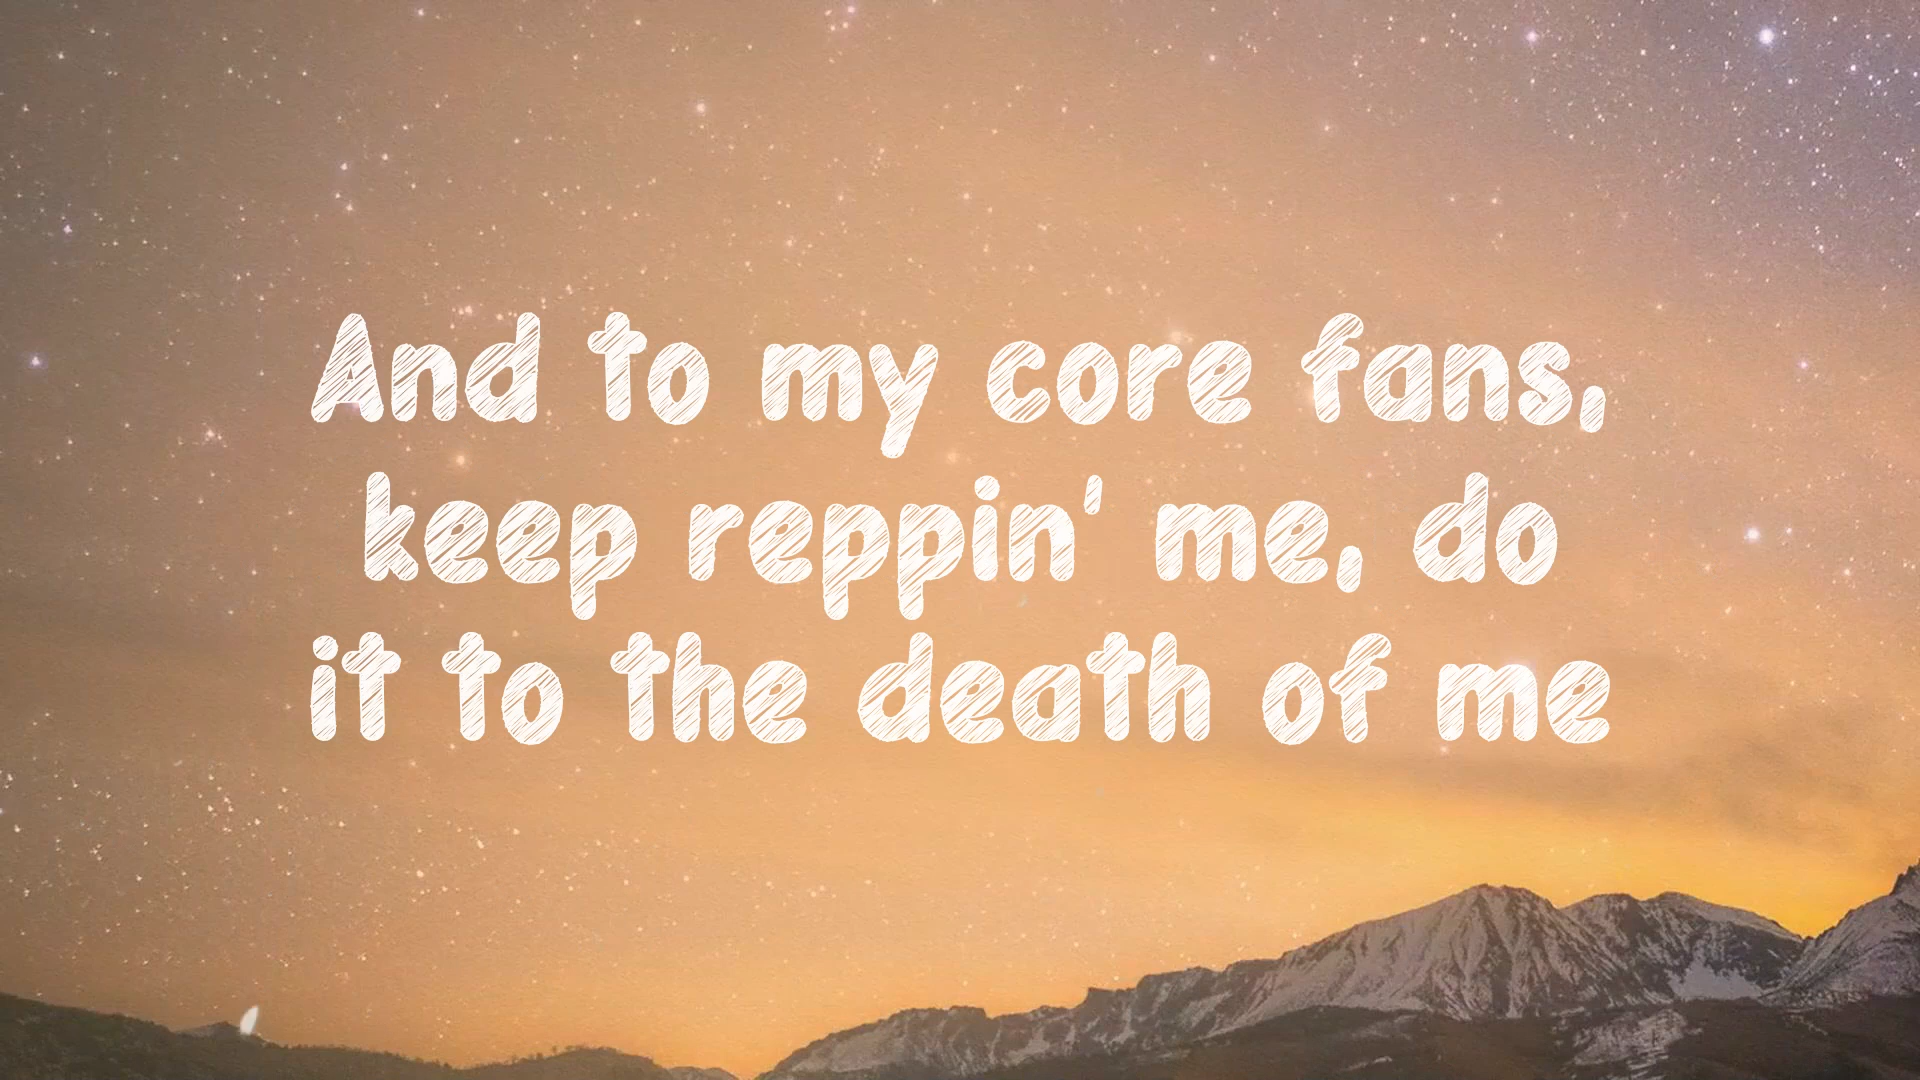 And to my core fans,
keep reppin' me, do
it to the death of me